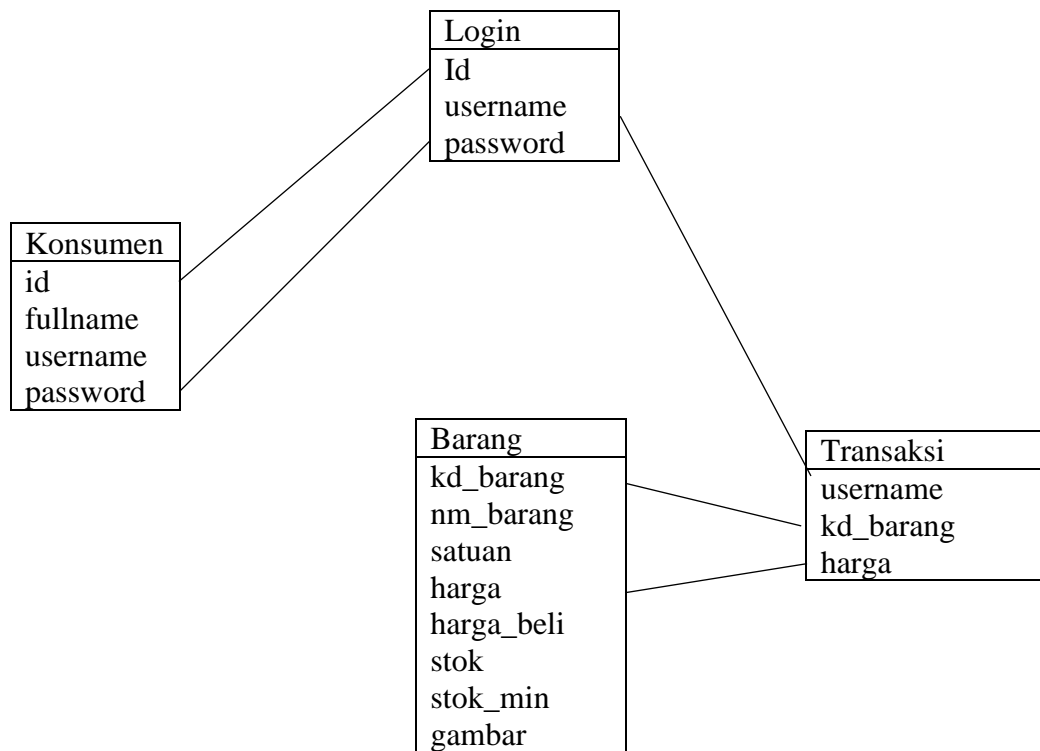 Login
Id
username
password
Konsumen
id
fullname
username
password
Barang
kd_barang
nm_barang
satuan
harga
harga_beli
stok
stok_min
gambar
Transaksi
username
kd_barang
harga